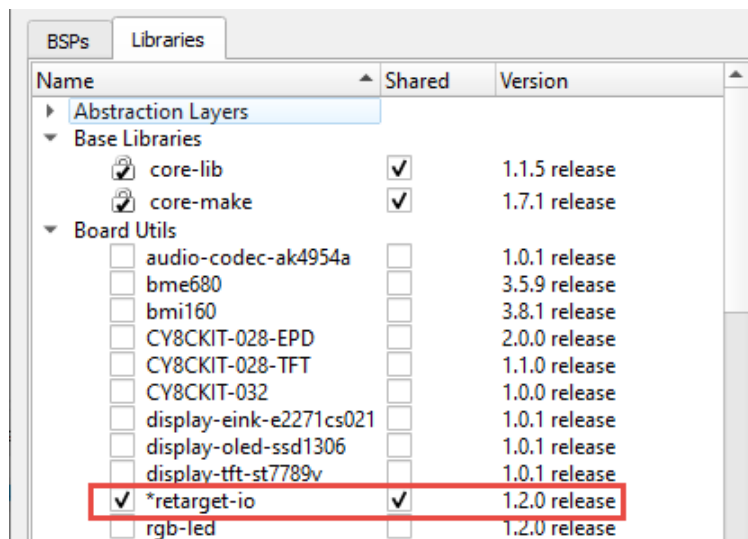 BSPs Libraries
Name Shared Version
Abstraction Layers
Base Libraries
core-lib 1.1.5 release
core-make 1.7.1 release
Board Utils
audio-codec-ak4954a 1.0.1 release
bme680 3.5.9 release
bmi160 3.8.1 release
CY8CKIT-028-EPD 2.0.0 release
CY8CKIT-028-TFT 1.1.0 release
CY8CKIT-032 1.0.0 release
display-eink-e2271cs021 1.0.1 release
display-oled-ssd1306 1.0.1 release
display-tft-st7789v 1.0.1 release
*retarget-io 1.2.0 release
rgb-led 1.2.0 release